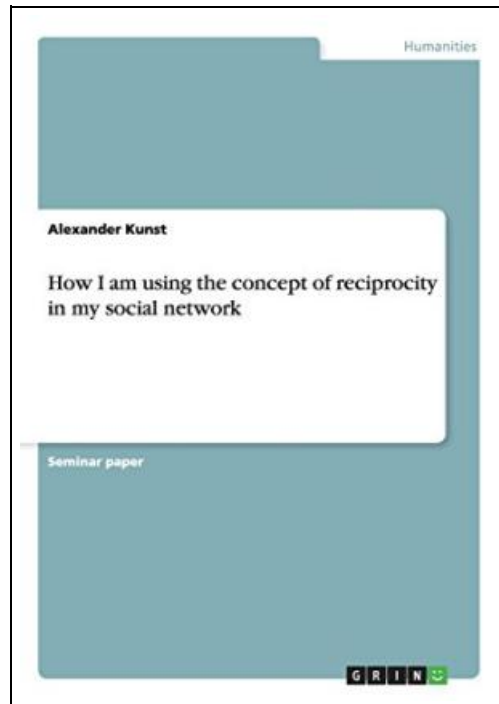 Humanities
Alexander Kunst
How I am using the concept of reciprocity
in my social network
Seminar paper
GRIN